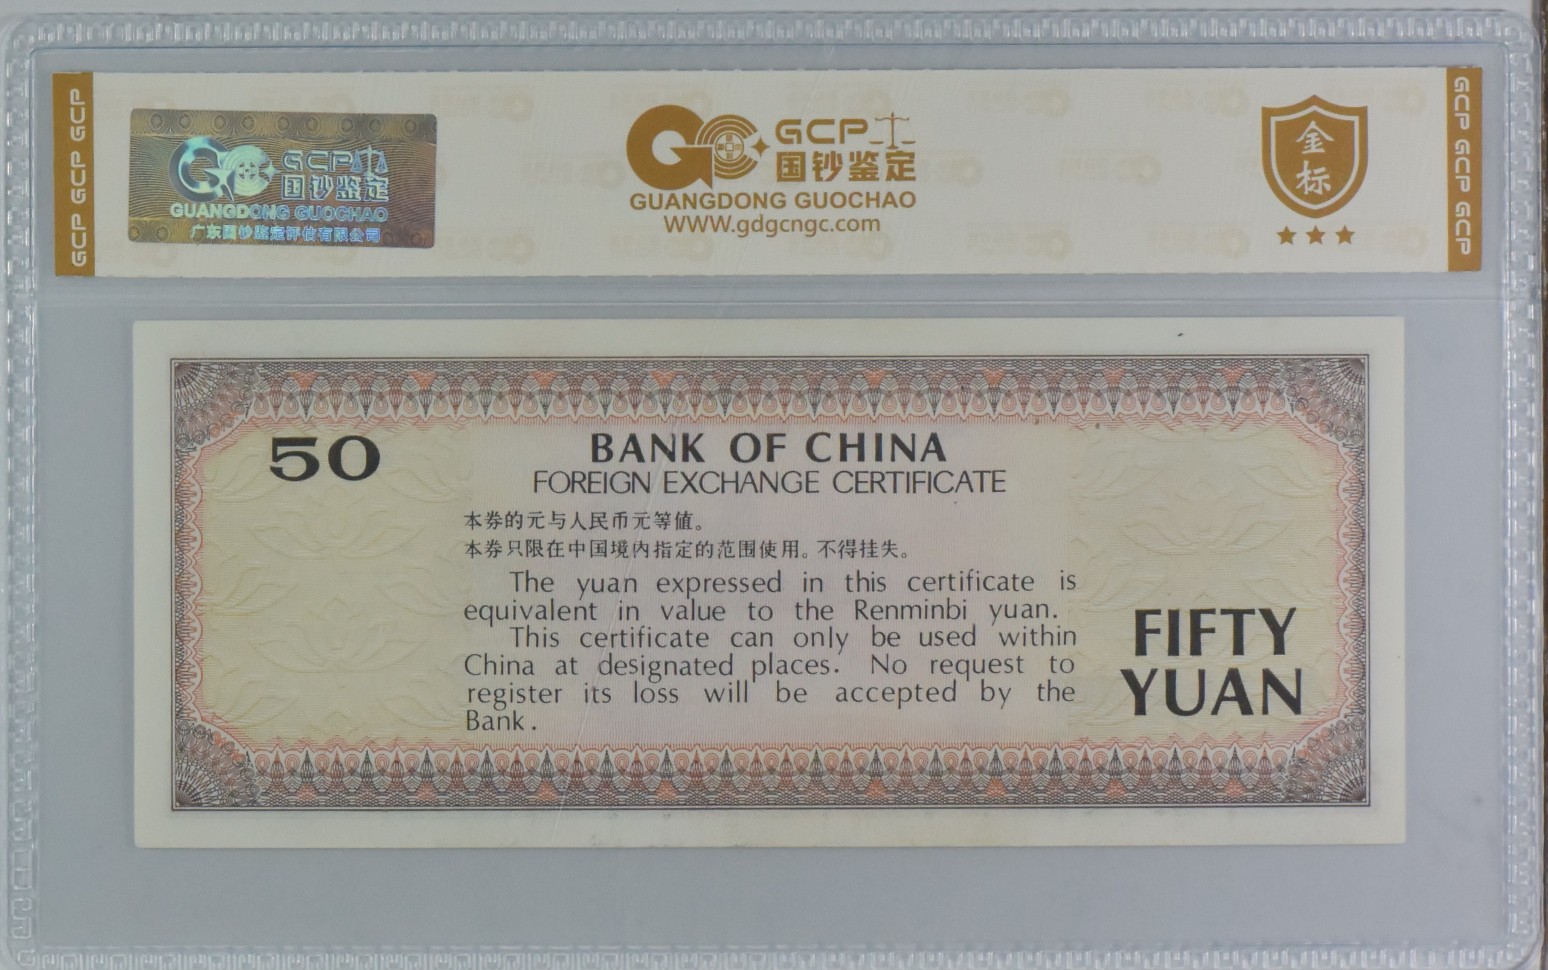 GCP GCP GCP
GCP国钞鉴定
GUANGDONG GUOCHAO
广东国钞鉴定评估有限公司
GCP
国钞鉴定
GUANGDONG GUOCHAO
WWW.gdgcngc.com
金
标
GCP GCP GCP
50
BANK OF CHINA
FOREIGN EXCHANGE CERTIFICATE
本券的元与人民币元等值。
本券只限在中国境内指定的范围使用。不得挂失。
The yuan expressed in this certificate is
equivalent in value to the Renminbi yuan.
This certificate can only be used within
China at designated places. No request to
register its loss will be accepted by the
Bank.
FIFTY
YUAN